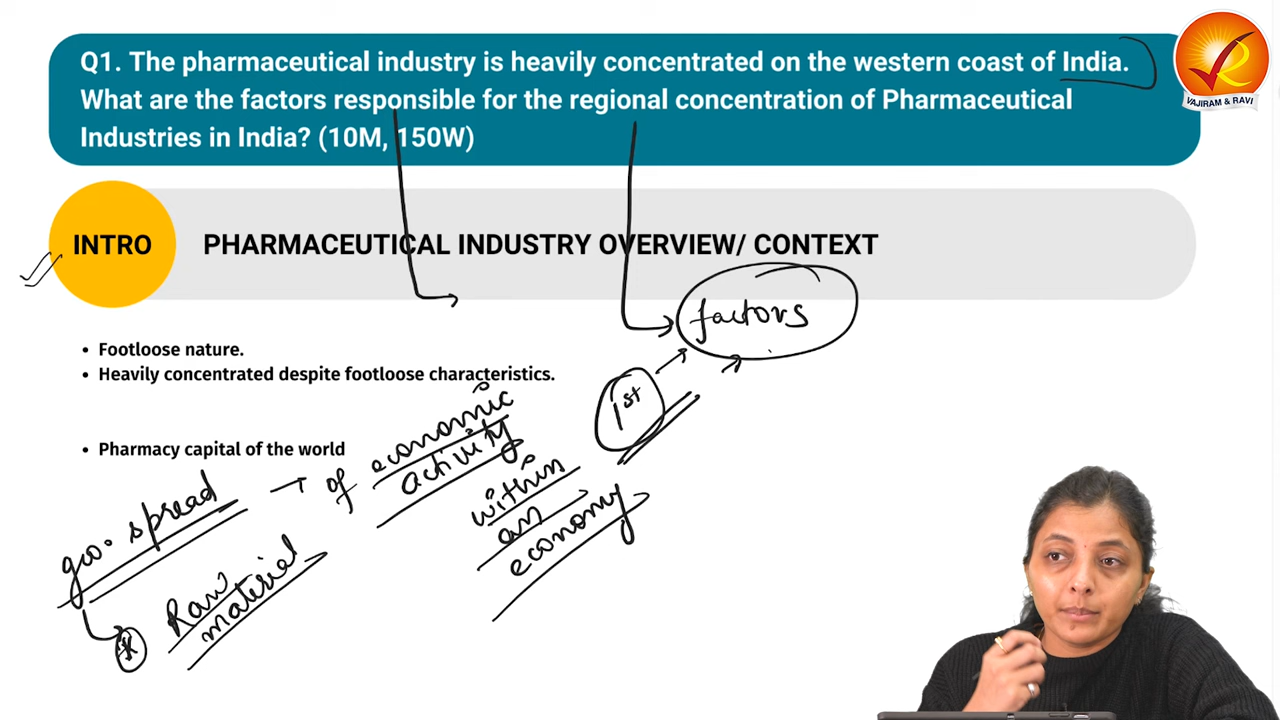 Q1. The pharmaceutical industry is heavily concentrated on the western coast of India.
What are the factors responsible for the regional concentration of Pharmaceutical
Industries in India? (10M, 150W)
VAJIRAM & RAVI
INTRO
PHARMACEUTICAL INDUSTRY OVERVIEW/ CONTEXT
factors
1st
• Footloose nature.
• Heavily concentrated despite footloose characteristics.
• Pharmacy capital of the world
geo. spread → of economic
activity
within
an
economy
Raw
material